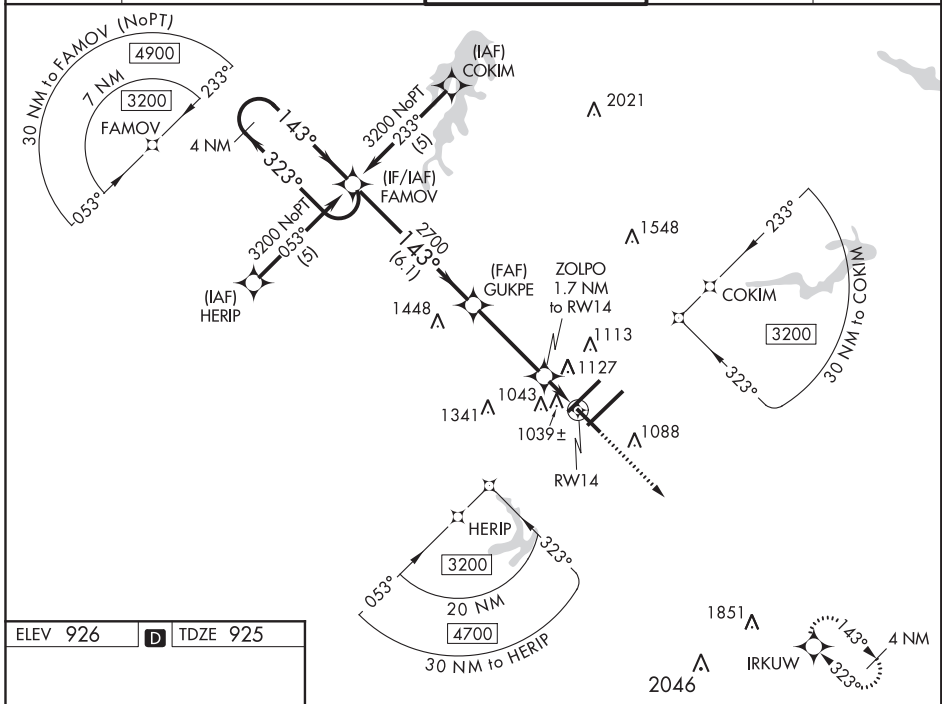 30 NM to FAMOV (NoPT)
4900
7 NM
3200
233°
FAMOV
053°
4 NM
143°
323°
3200 NoPT
233°
(5)
(IAF)
COKIM
(IF/IAF)
FAMOV
3200 NoPT
053°
(5)
(IAF)
HERIP
2700
143°
(6.1)
(FAF)
GUKPE
ZOLPO
1.7 NM
to RW14
2021
1548
1448
1113
1127
1043
1341
1039±
1088
RW14
233°
COKIM
3200
323°
30 NM to COKIM
HERIP
053°
323°
3200
20 NM
4700
30 NM to HERIP
1851
2046
IRKUW
143°
323°
4 NM
ELEV 926
D
TDZE 925